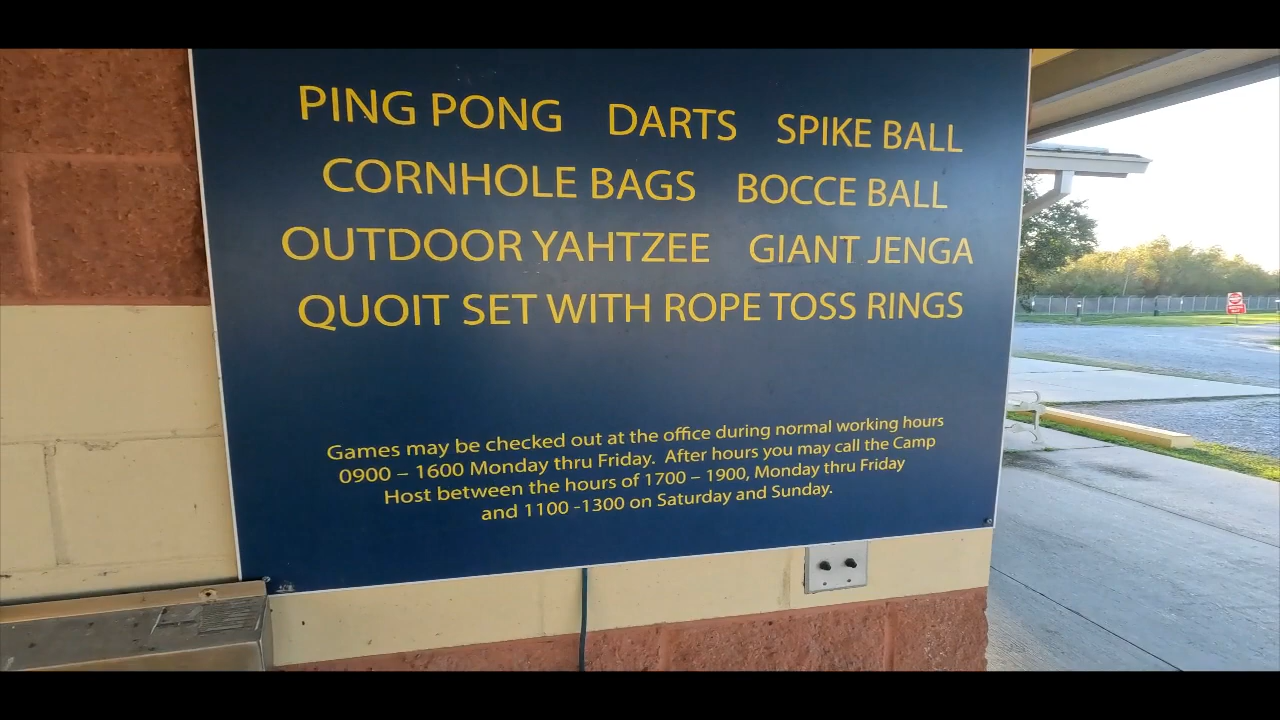 PING PONG DARTS SPIKE BALL
CORNHOLE BAGS BOCCE BALL
OUTDOOR YAHTZEE GIANT JENGA
QUOIT SET WITH ROPE TOSS RINGS
Games may be checked out at the office during normal working hours
0900 – 1600 Monday thru Friday. After hours you may call the Camp
Host between the hours of 1700 – 1900, Monday thru Friday
and 1100 -1300 on Saturday and Sunday.